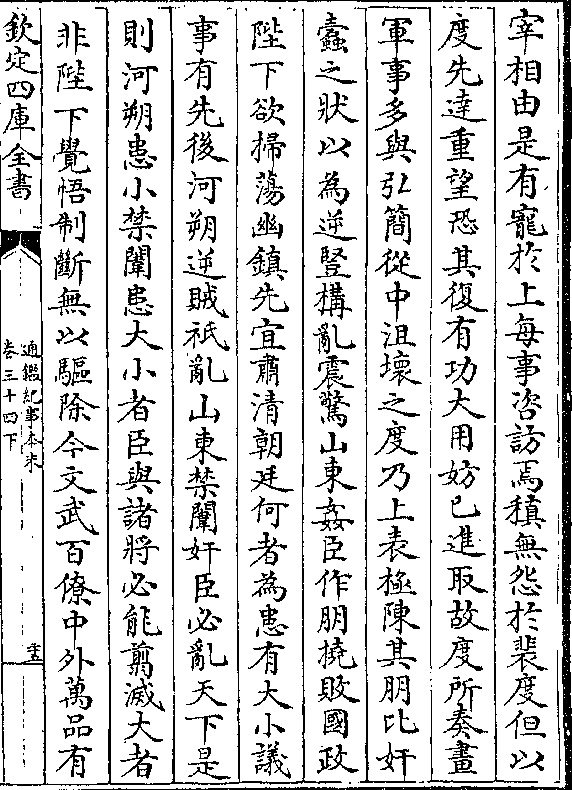 宰相由是有寵於上每事咨訪焉稹無怨於裴度但以
度先達重望恐其復有功大用妨已進取故度所奏畫
軍事多與弘簡從中沮壞之度乃上表極陳其朋比奸
蠹之狀以為逆豎構亂震驚山東姦臣作朋撓敗國政
陛下欲掃蕩幽鎮先宜肅清朝廷何者為患有大小議
事有先後河朔逆賊祇亂山東禁闈奸臣必亂天下是
則河朔患小禁闈患大小者臣與諸將必能翦滅大者
非陛下覺悟制斷無以驅除今文武百僚中外萬品有
欽定四庫全書
通鑑紀事本末
卷三十四下